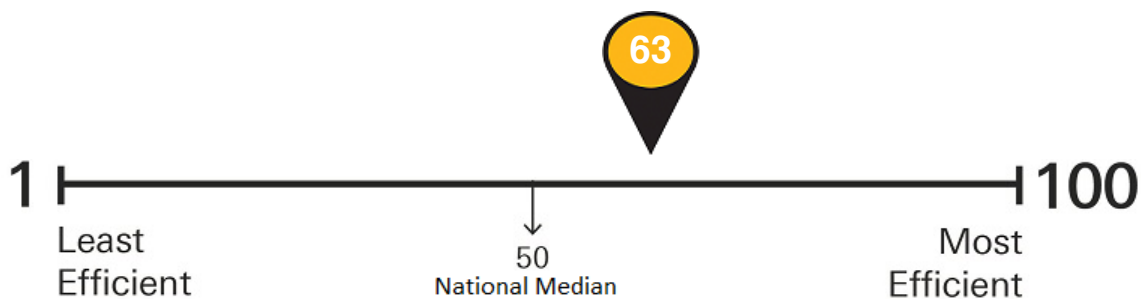 63
1
100
Least
Efficient
50
National Median
Most
Efficient